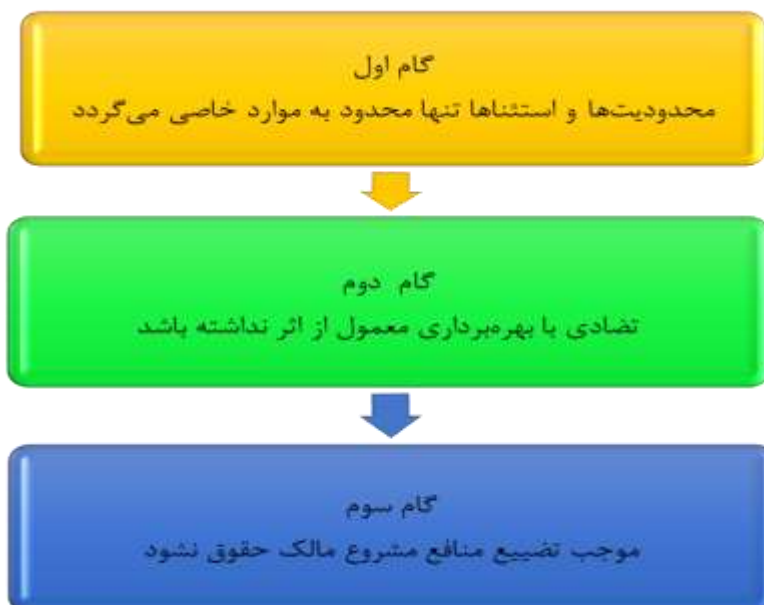 گام اول
محدودیت‌ها و استثناها تنها محدود به موارد خاصی می‌گردد
گام دوم
تضادی با بهره‌برداری معمول از اثر نداشته باشد
گام سوم
موجب تضییع منافع مشروع مالک حقوق نشود